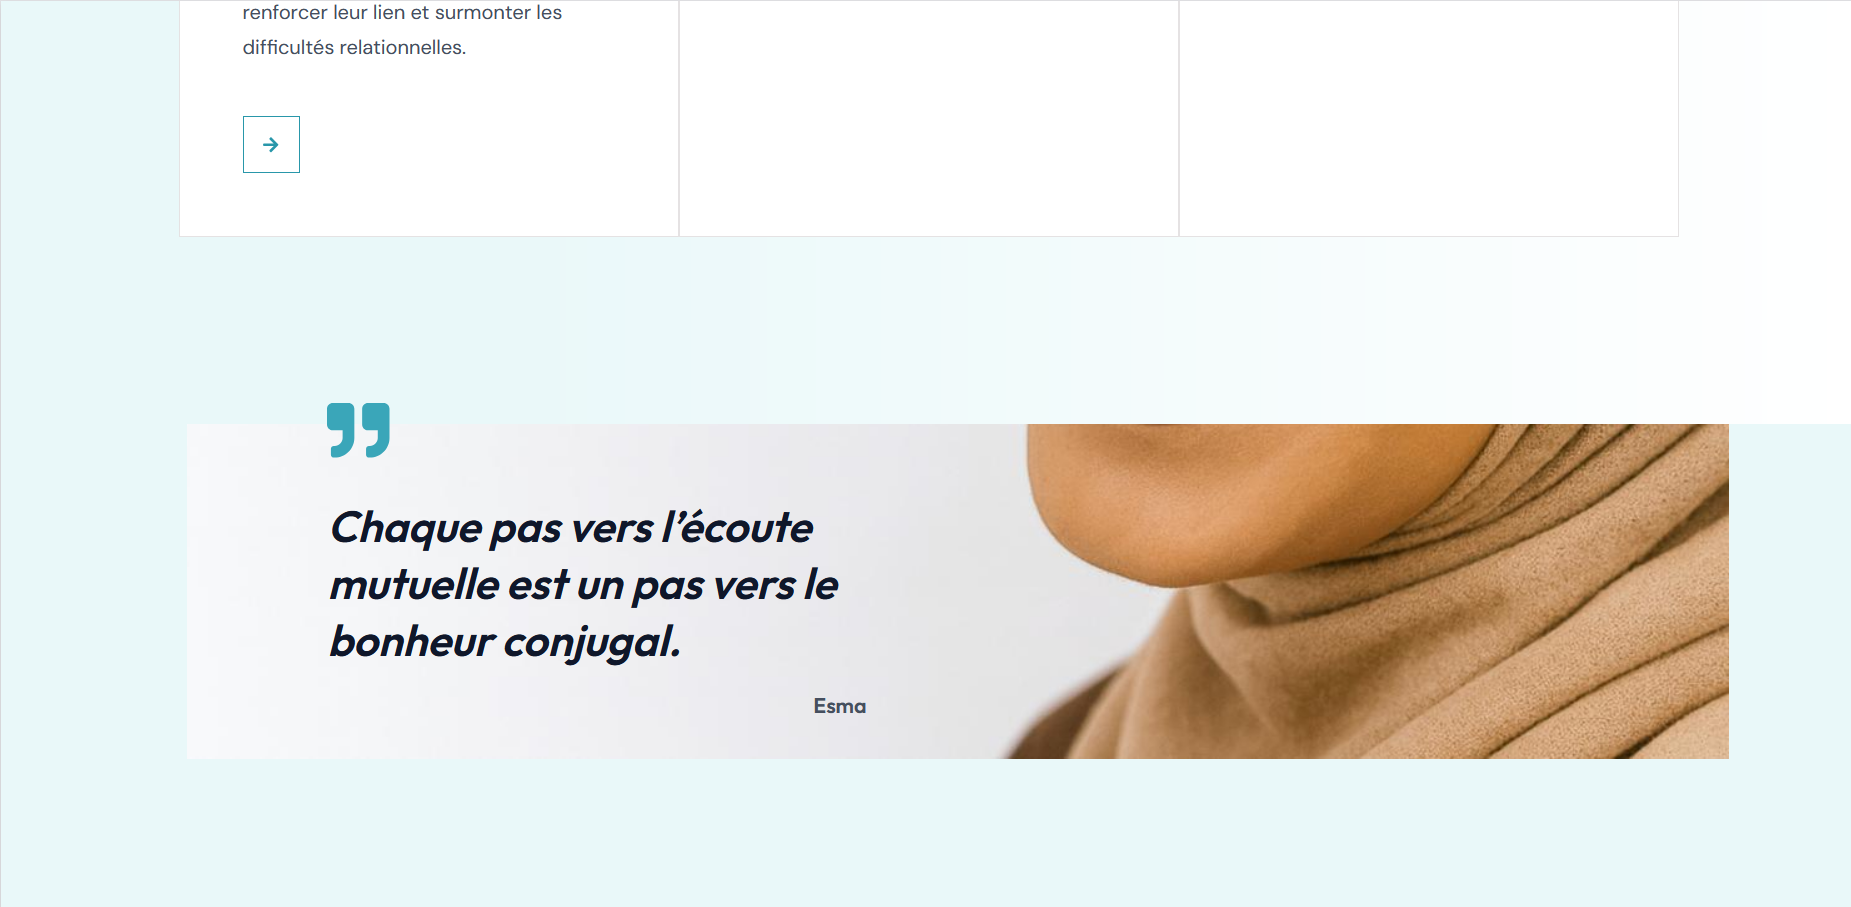 renforcer leur lien et surmonter les
difficultés relationnelles.
Chaque pas vers l’écoute
mutuelle est un pas vers le
bonheur conjugal.
Esma